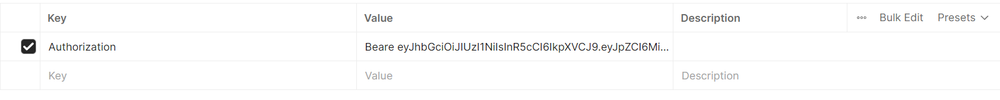 Key Value Description ••• Bulk Edit Presets
Authorization Beare eyJhbGciOiJIUzI1NiIsInR5cCI6IkpXVCJ9.eyJpZCI6Mi...
Key Value Description